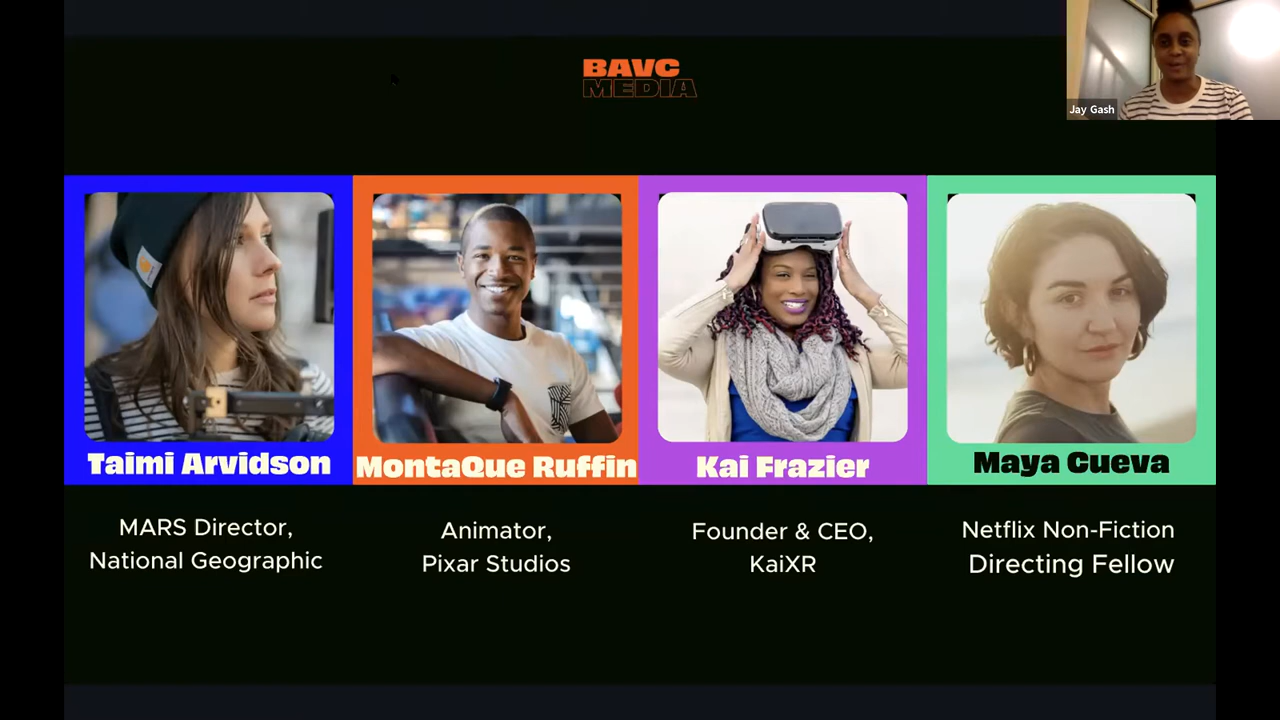 BAVC
MEDIA
Jay Gash
Taimi Arvidson
MontaQue Ruffin
Kai Frazier
Maya Cueva
MARS Director,
National Geographic
Animator,
Pixar Studios
Founder & CEO,
KaiXR
Netflix Non-Fiction
Directing Fellow